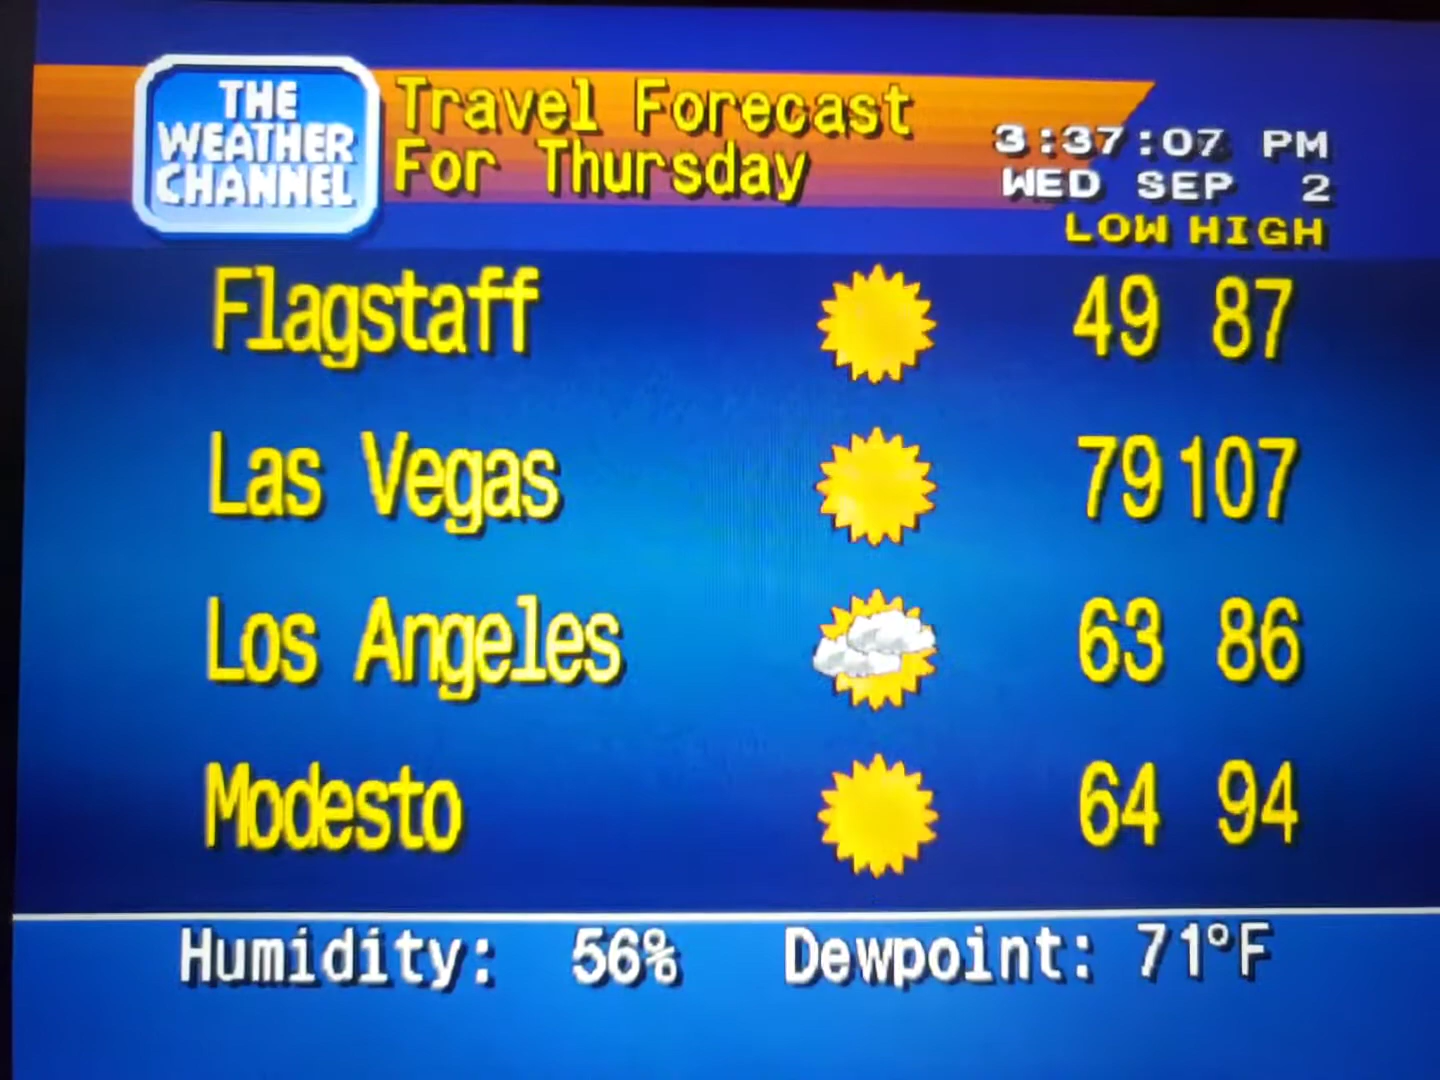 THE
WEATHER
CHANNEL
Travel Forecast
For Thursday
3:37:07 PM
WED SEP 2
LOW HIGH
Flagstaff 49 87
Las Vegas 79 107
Los Angeles 63 86
Modesto 64 94
Humidity: 56% Dewpoint: 71°F